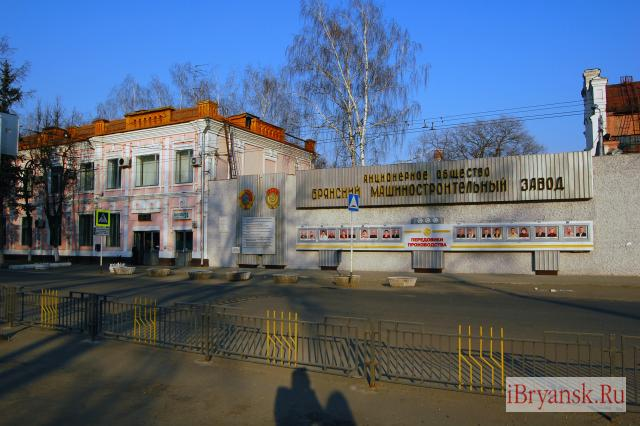 АКЦИОНЕРНОЕ ОБЩЕСТВО
БРЯНСКИЙ МАШИНОСТРОИТЕЛЬНЫЙ ЗАВОД
ПЕРЕДОВИКИ
ПРОИЗВОДСТВА
iBryansk.Ru